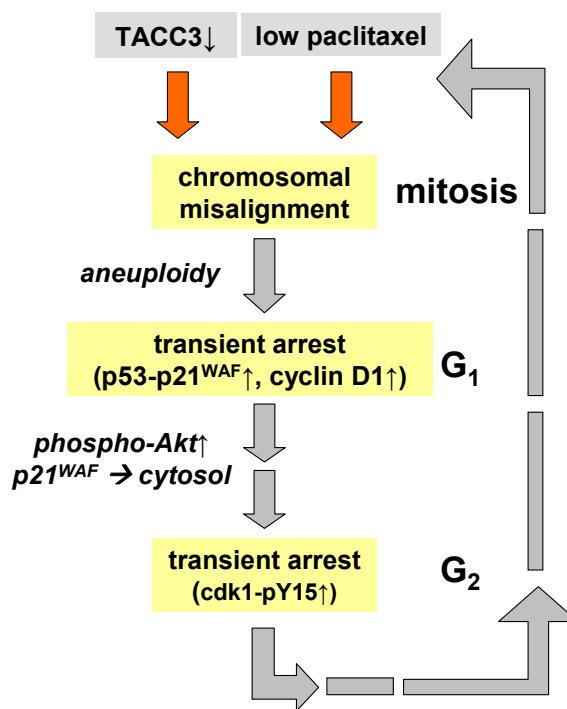 TACC3↓ low paclitaxel
chromosomal
misalignment
mitosis
aneuploidy
transient arrest
(p53-p21ᵂᴬᶠ↑, cyclin D1↑)
G₁
phospho-Akt↑
p21ᵂᴬᶠ → cytosol
transient arrest
(cdk1-pY15↑)
G₂